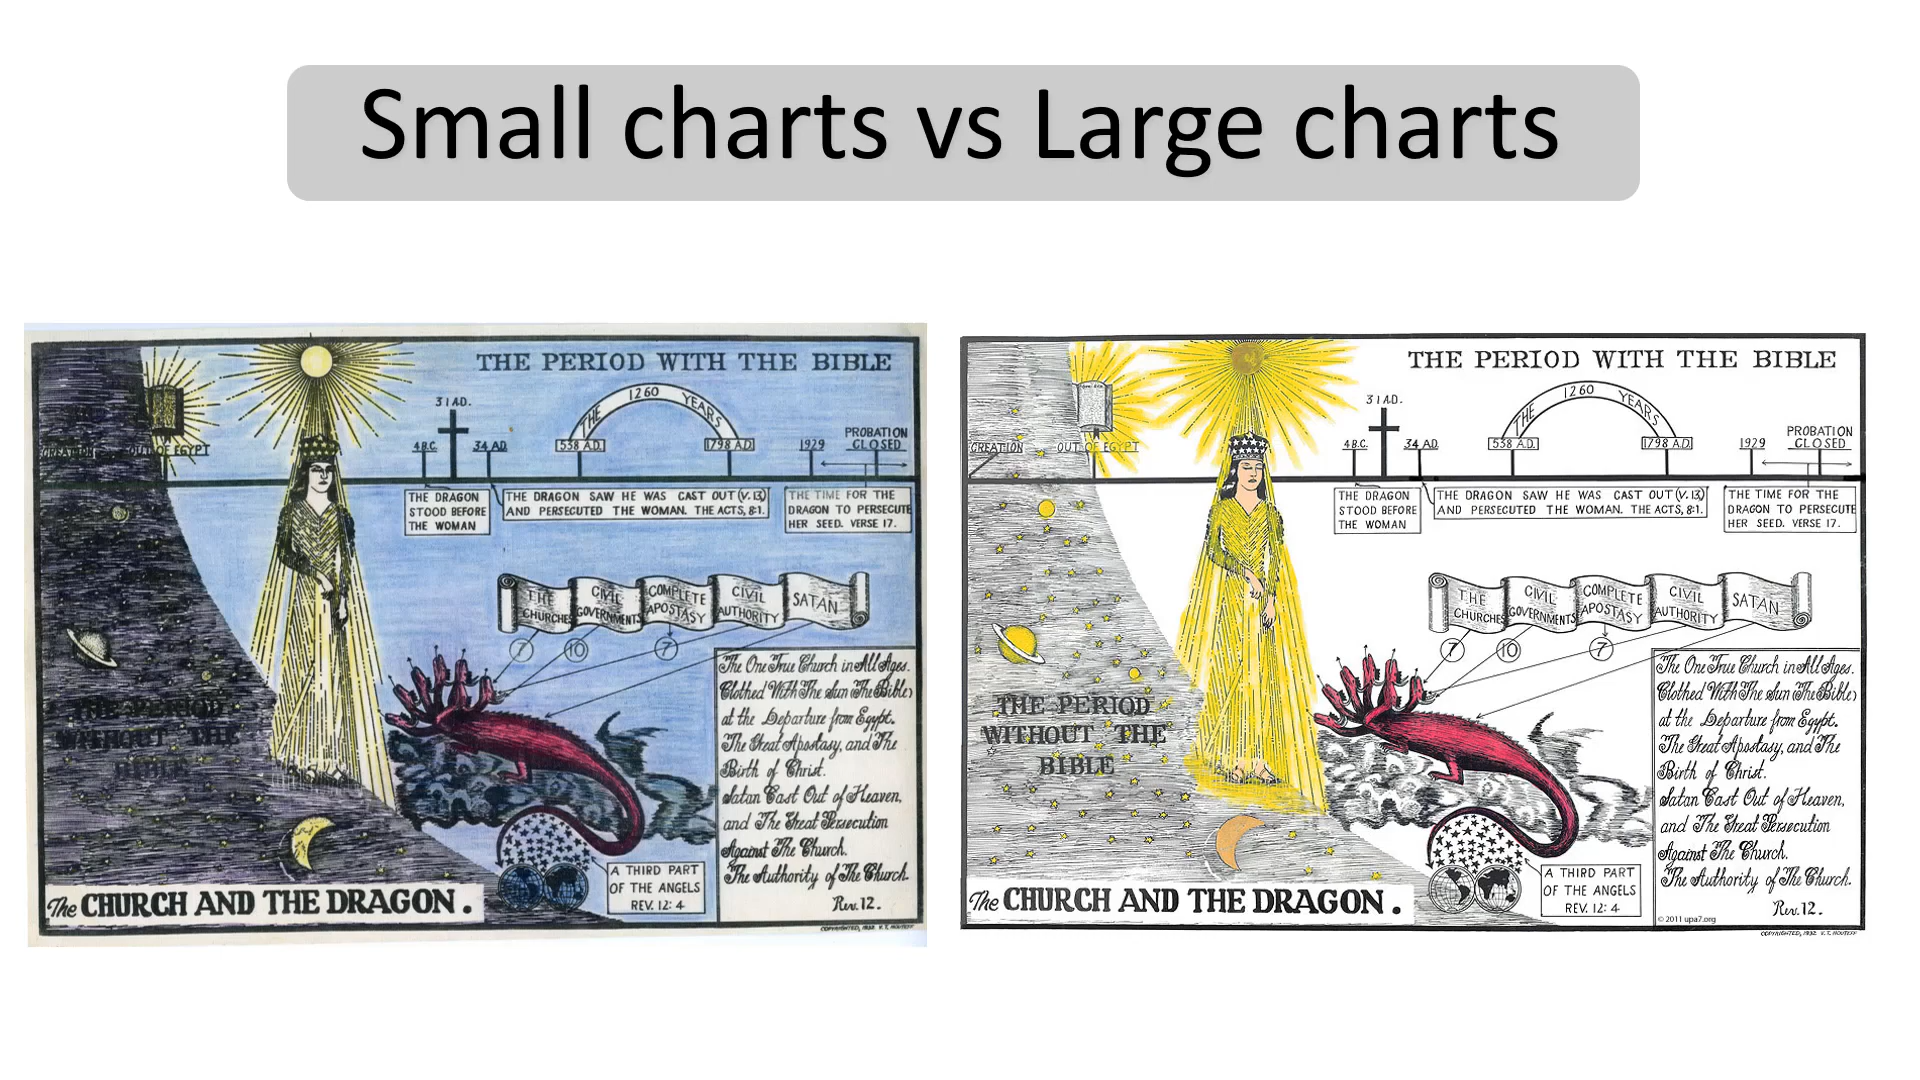 Small charts vs Large charts
THE PERIOD WITH THE BIBLE
31 A.D.
THE 1260 YEARS
4 B.C.
34 A.D.
538 A.D.
1798 A.D.
1929
PROBATION
CLOSED
CREATION
OUT OF EGYPT
THE DRAGON
STOOD BEFORE
THE WOMAN
THE DRAGON SAW HE WAS CAST OUT (V. 13)
AND PERSECUTED THE WOMAN. THE ACTS, 8:1.
THE TIME FOR THE
DRAGON TO PERSECUTE
HER SEED. VERSE 17.
THE
CHURCHES
CIVIL
GOVERNMENTS
COMPLETE
APOSTASY
CIVIL
AUTHORITY
SATAN
7
10
7
THE PERIOD
WITHOUT THE
BIBLE
The One True Church in All Ages.
Clothed With The Sun (The Bible)
at the Departure from Egypt.
The Great Apostasy, and The
Birth of Christ.
Satan Cast Out of Heaven,
and The Great Persecution
Against The Church.
The Authority of The Church.
Rev. 12.
A THIRD PART
OF THE ANGELS
REV. 12: 4
The CHURCH AND THE DRAGON.
COPYRIGHTED, 1932 V.T. HOUTEFF
THE PERIOD WITH THE BIBLE
31 A.D.
THE 1260 YEARS
4 B.C.
34 A.D.
538 A.D.
1798 A.D.
1929
PROBATION
CLOSED
CREATION
OUT OF EGYPT
THE DRAGON
STOOD BEFORE
THE WOMAN
THE DRAGON SAW HE WAS CAST OUT (V. 13)
AND PERSECUTED THE WOMAN. THE ACTS, 8:1.
THE TIME FOR THE
DRAGON TO PERSECUTE
HER SEED. VERSE 17.
THE
CHURCHES
CIVIL
GOVERNMENTS
COMPLETE
APOSTASY
CIVIL
AUTHORITY
SATAN
7
10
7
THE PERIOD
WITHOUT THE
BIBLE
The One True Church in All Ages.
Clothed With The Sun (The Bible)
at the Departure from Egypt.
The Great Apostasy, and The
Birth of Christ.
Satan Cast Out of Heaven,
and The Great Persecution
Against The Church.
The Authority of The Church.
Rev. 12.
© 2011 upa7.org
A THIRD PART
OF THE ANGELS
REV. 12: 4
The CHURCH AND THE DRAGON.
COPYRIGHTED, 1932 V.T. HOUTEFF